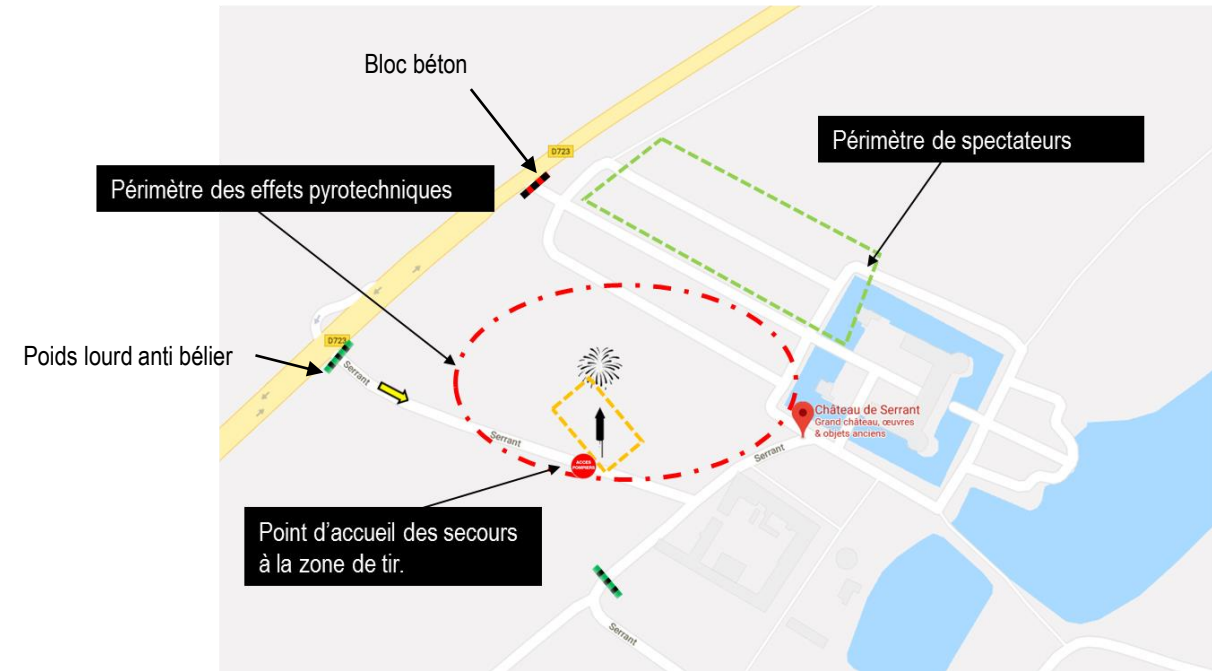 Bloc béton
D723
Périmètre de spectateurs
Périmètre des effets pyrotechniques
D723
Poids lourd anti bélier
Serrant
Château de Serrant
Grand château, œuvres
& objets anciens
Serrant
Serrant
ACCES
POMPIERS
Point d’accueil des secours
à la zone de tir.
Serrant